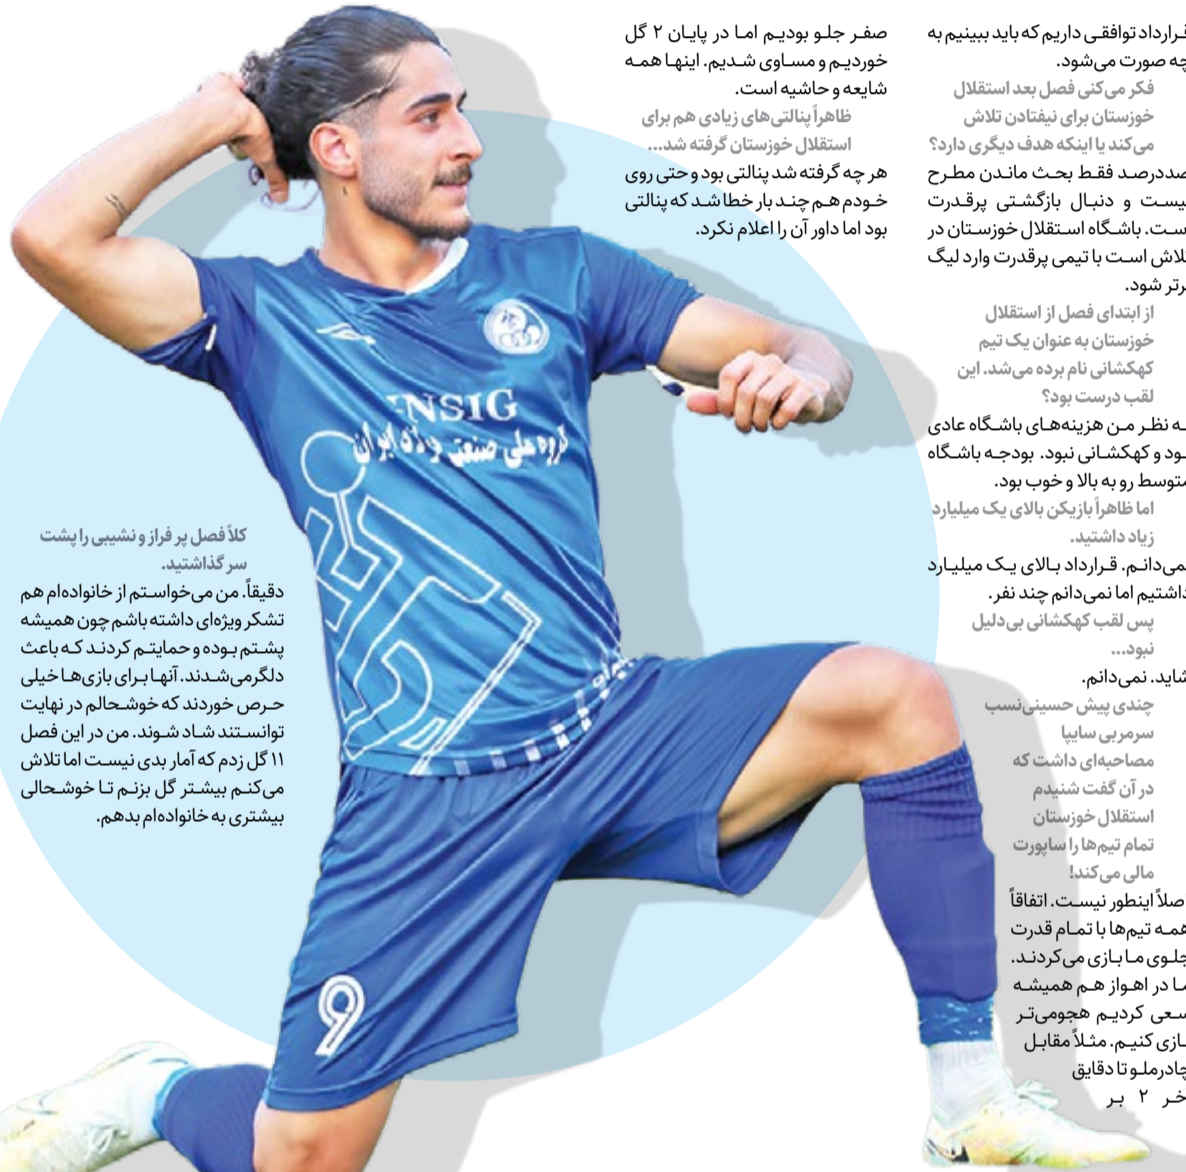 قرارداد توافقی داریم که باید ببینیم به
چه صورت می‌شود.
فکر می‌کنی فصل بعد استقلال
خوزستان برای نیفتادن تلاش
می‌کند یا اینکه هدف دیگری دارد؟
صددرصد فقط بحث ماندن مطرح
نیست و دنبال بازگشتی پرقدرت
است. باشگاه استقلال خوزستان در
تلاش است با تیمی پرقدرت وارد لیگ
برتر شود.
از ابتدای فصل از استقلال
خوزستان به عنوان یک تیم
کهکشانی نام برده می‌شد. این
لقب درست بود؟
به نظر من هزینه‌های باشگاه عادی
بود و کهکشانی نبود. بودجه باشگاه
متوسط رو به بالا و خوب بود.
اما ظاهراً بازیکن بالای یک میلیارد
زیاد داشتید.
نمی‌دانم. قرارداد بالای یک میلیارد
داشتیم اما نمی‌دانم چند نفر.
پس لقب کهکشانی بی‌دلیل
نبود...
شاید. نمی‌دانم.
چندی پیش حسینی‌نسب
سرمربی سایپا
مصاحبه‌ای داشت که
در آن گفت شنیدم
استقلال خوزستان
تمام تیم‌ها را ساپورت
مالی می‌کند!
اصلاً اینطور نیست. اتفاقاً
همه تیم‌ها با تمام قدرت
جلوی ما بازی می‌کردند.
ما در اهواز هم همیشه
سعی کردیم هجومی‌تر
بازی کنیم. مثلاً مقابل
چادرملو تا دقایق
آخر ۲ بر
صفر جلو بودیم اما در پایان ۲ گل
خوردیم و مساوی شدیم. اینها همه
شایعه و حاشیه است.
ظاهراً پنالتی‌های زیادی هم برای
استقلال خوزستان گرفته شد...
هر چه گرفته شد پنالتی بود و حتی روی
خودم هم چند بار خطا شد که پنالتی
بود اما داور آن را اعلام نکرد.
کلاً فصل پر فراز و نشیبی را پشت
سر گذاشتید.
دقیقاً. من می‌خواستم از خانواده‌ام هم
تشکر ویژه‌ای داشته باشم چون همیشه
پشتم بوده و حمایتم کردند که باعث
دلگرمی‌شدند. آنها برای بازی‌ها خیلی
حرص خوردند که خوشحالم در نهایت
توانستند شاد شوند. من در این فصل
۱۱ گل زدم که آمار بدی نیست اما تلاش
می‌کنم بیشتر گل بزنم تا خوشحالی
بیشتری به خانواده‌ام بدهم.
INSIG
گروه ملی صنعتی فولاد ایران
9